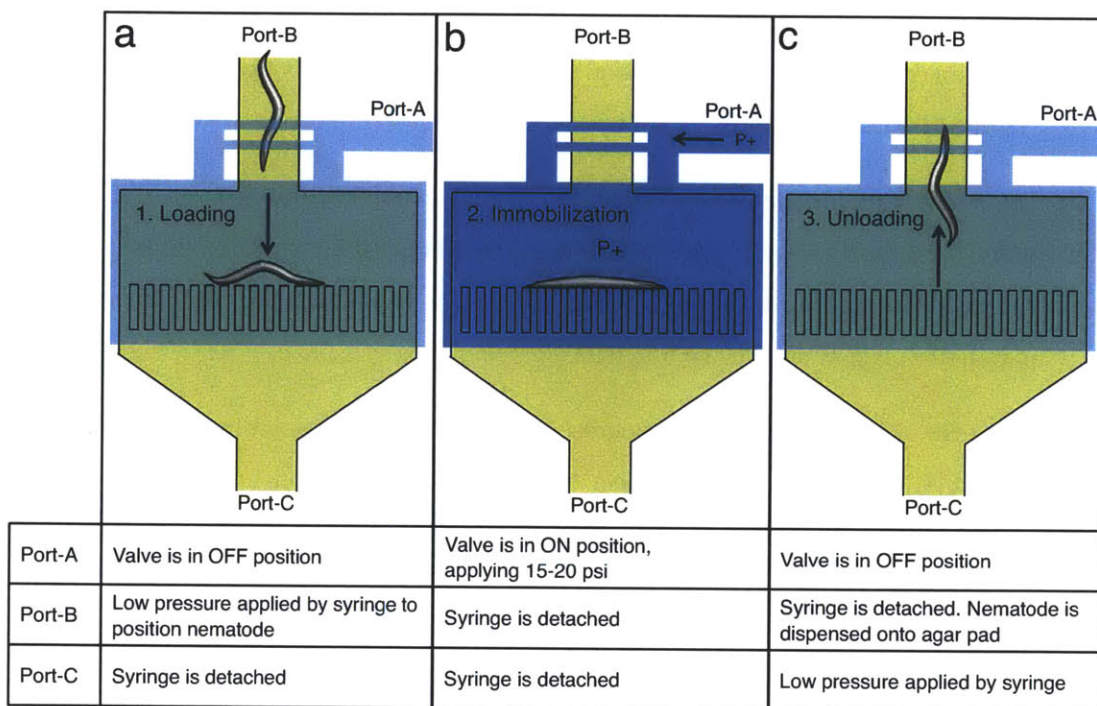 a
Port-B
Port-A
1. Loading
Port-C
b
Port-B
Port-A
P+
2. Immobilization
P+
Port-C
c
Port-B
Port-A
3. Unloading
Port-C
Port-A
Valve is in OFF position
Valve is in ON position,
applying 15-20 psi
Valve is in OFF position
Port-B
Low pressure applied by syringe to
position nematode
Syringe is detached
Syringe is detached. Nematode is
dispensed onto agar pad
Port-C
Syringe is detached
Syringe is detached
Low pressure applied by syringe